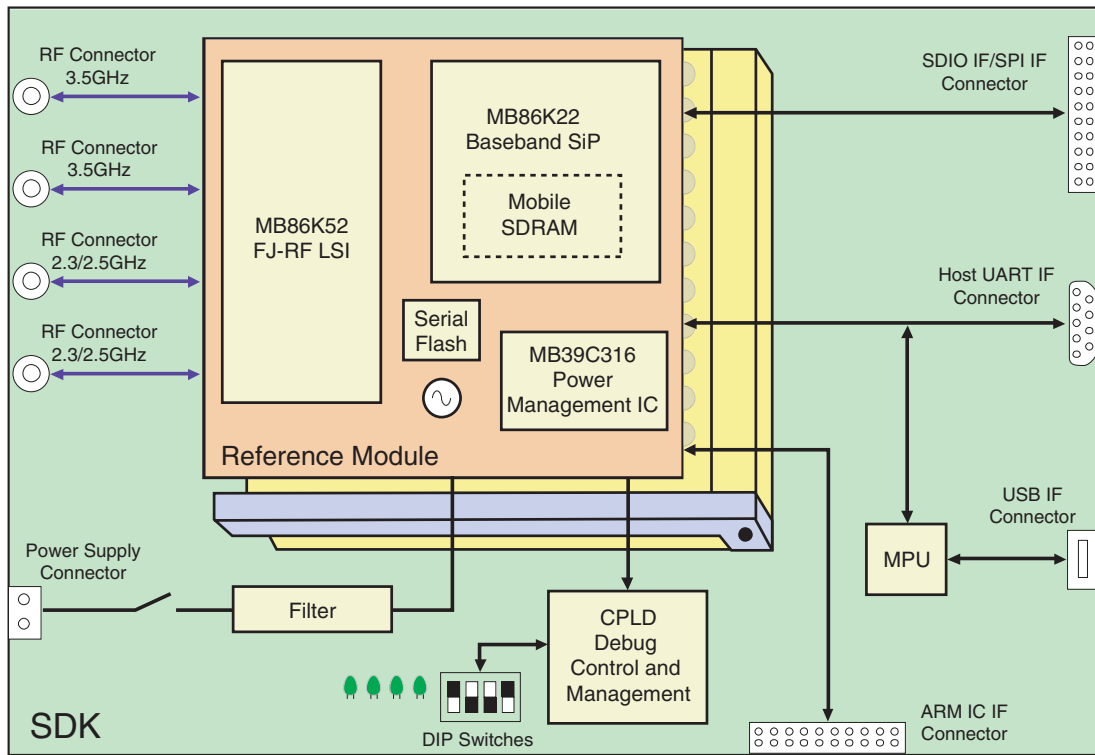 RF Connector
3.5GHz
RF Connector
3.5GHz
RF Connector
2.3/2.5GHz
RF Connector
2.3/2.5GHz
MB86K52
FJ-RF LSI
MB86K22
Baseband SiP
Mobile
SDRAM
Serial
Flash
MB39C316
Power
Management IC
Reference Module
SDIO IF/SPI IF
Connector
Host UART IF
Connector
USB IF
Connector
MPU
Power Supply
Connector
Filter
CPLD
Debug
Control and
Management
DIP Switches
ARM IC IF
Connector
SDK